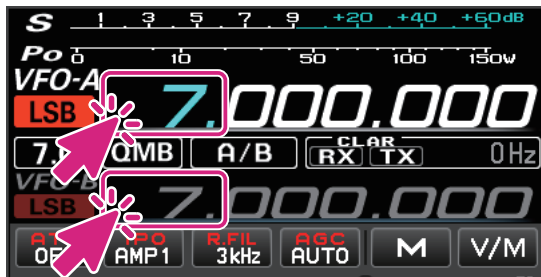 S 1 . 3 . 5 . 7 . 9 +20 +40 +60dB
Po 0 10 50 100 150W
VFO-A
LSB 7.000.000
QMB A/B CLAR RX TX 0Hz
VFO-B
LSB 7.000.000
R.FIL AGC
AMP1 3kHz AUTO M V/M